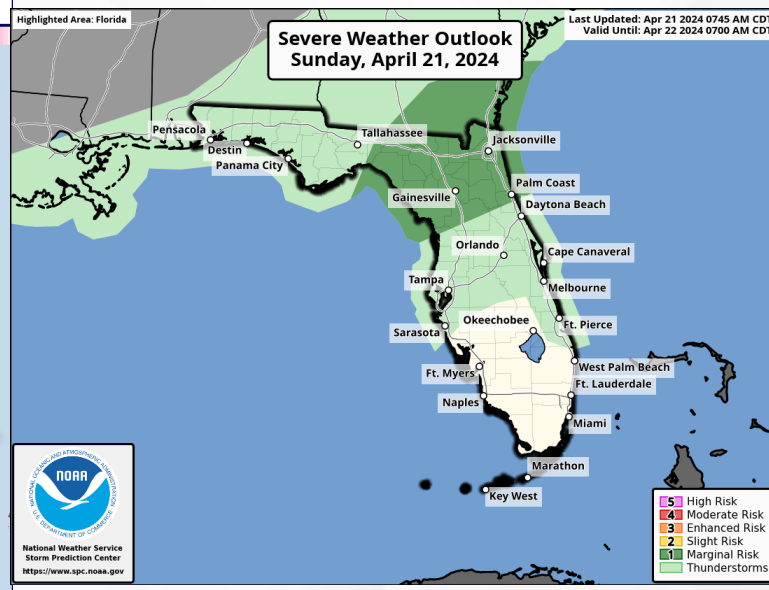 Highlighted Area: Florida
Severe Weather Outlook
Sunday, April 21, 2024
Last Updated: Apr 21 2024 0745 AM CDT
Valid Until: Apr 22 2024 0700 AM CDT
Pensacola
Tallahassee
Jacksonville
Destin
Panama City
Palm Coast
Gainesville
Daytona Beach
Orlando
Cape Canaveral
Tampa
Melbourne
Okeechobee
Ft. Pierce
Sarasota
West Palm Beach
Ft. Myers
Ft. Lauderdale
Naples
Miami
Marathon
Key West
NATIONAL OCEANIC AND ATMOSPHERIC ADMINISTRATION
NOAA
U.S. DEPARTMENT OF COMMERCE
National Weather Service
Storm Prediction Center
https://www.spc.noaa.gov
5 High Risk
4 Moderate Risk
3 Enhanced Risk
2 Slight Risk
1 Marginal Risk
Thunderstorms